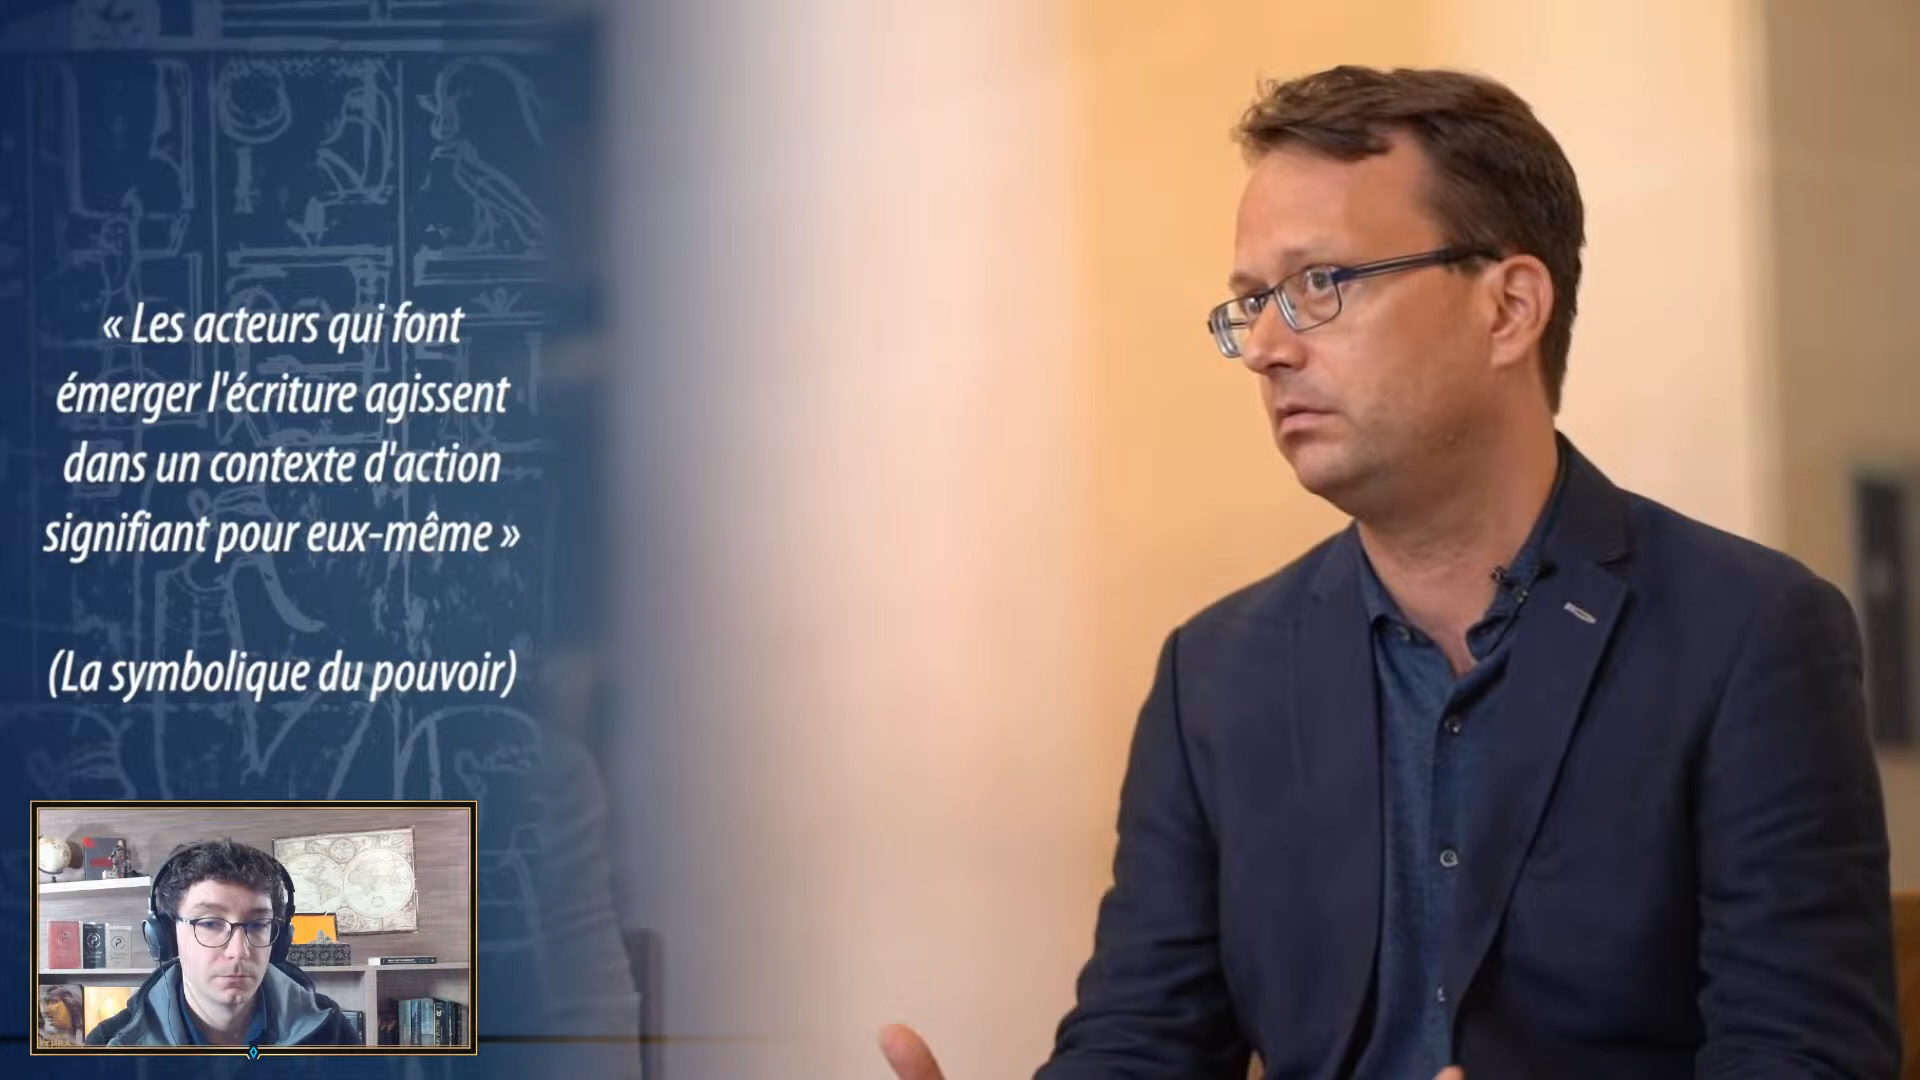 « Les acteurs qui font
émerger l'écriture agissent
dans un contexte d'action
signifiant pour eux-même »
(La symbolique du pouvoir)